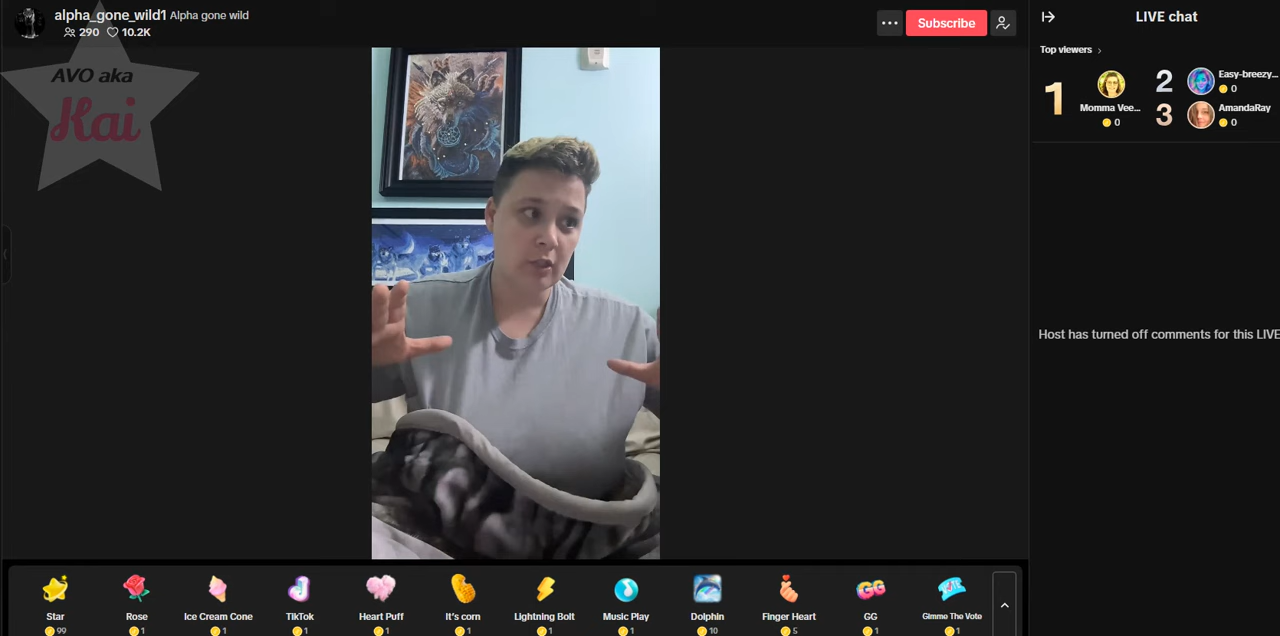 alpha_gone_wild1 Alpha gone wild
290 10.2K
AVO aka
Kai
Subscribe
LIVE chat
Top viewers
1
Momma Vee...
0
2
Easy-breezy...
0
3
AmandaRay
0
Host has turned off comments for this LIVE
Star
99
Rose
1
Ice Cream Cone
1
TikTok
1
Heart Puff
1
It's corn
1
Lightning Bolt
1
Music Play
1
Dolphin
10
Finger Heart
5
GG
GG
1
Gimme The Vote
1